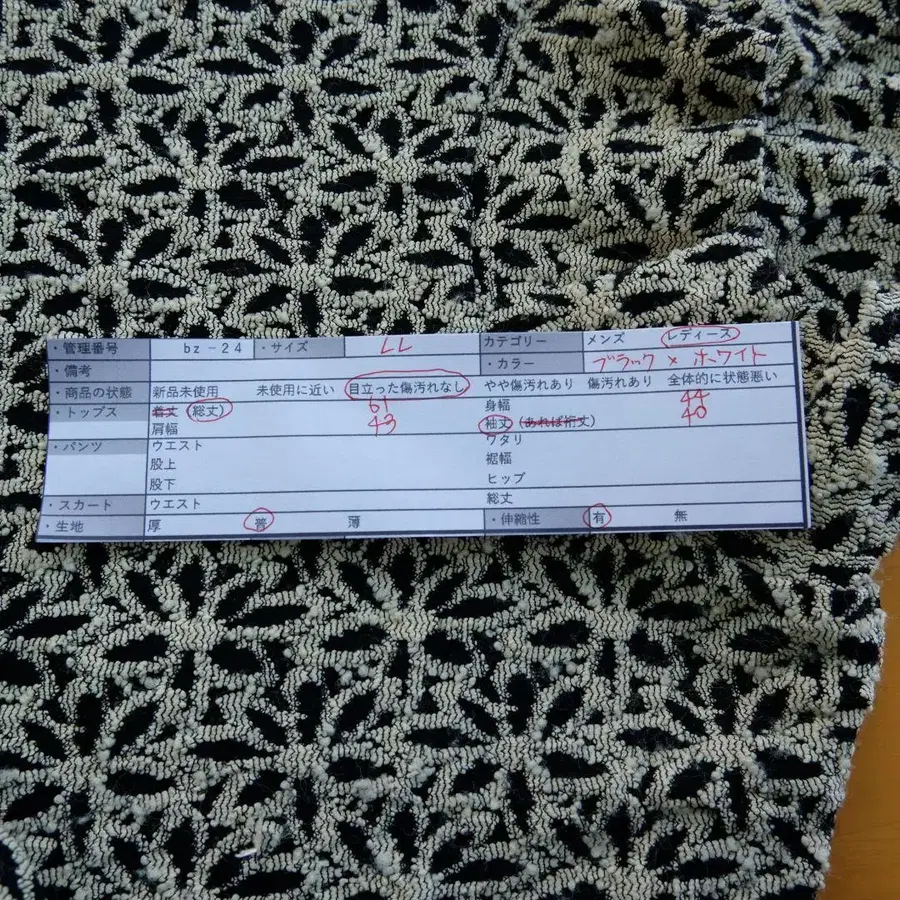 ・管理番号 bz-24 ・サイズ LL カテゴリー メンズ レディース
・備考 ・カラー ブラック × ホワイト
・商品の状態 新品未使用 未使用に近い 目立った傷汚れなし やや傷汚れあり 傷汚れあり 全体的に状態悪い
・トップス 着丈 (総丈) 61 身幅 44
肩幅 43 袖丈 (あれば裄丈) 40
・パンツ ウエスト ワタリ
股上 裾幅
股下 ヒップ
・スカート ウエスト 総丈
・生地 厚 普 薄 ・伸縮性 有 無